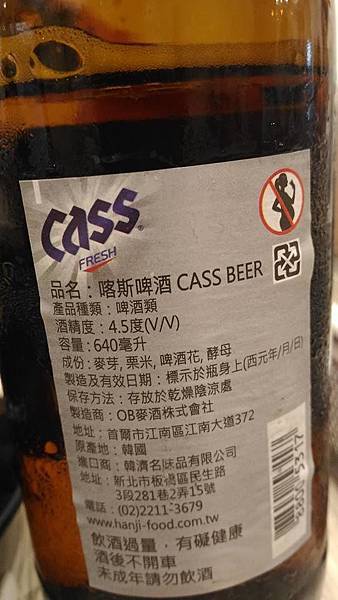 Cass
FRESH
品名：喀斯啤酒 CASS BEER
產品種類：啤酒類
酒精度：4.5度(V/V)
容量：640毫升
成份：麥芽, 粟米, 啤酒花, 酵母
製造及有效日期：標示於瓶身上(西元年/月/日)
保存方法：存放於乾燥陰涼處
製造商：OB麥酒株式會社
地址：首爾市江南區江南大道372
原產地：韓國
進口商：韓濟名味品有限公司
地址：新北市板橋區民生路
3段281巷2弄15號
電話：(02)2211-3679
www.hanji-food.com.tw
飲酒過量，有礙健康
酒後不開車
未成年請勿飲酒